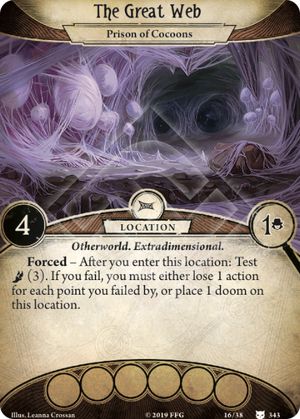 The Great Web
Prison of Cocoons
4
1
LOCATION
Otherworld. Extradimensional.
Forced – After you enter this location: Test
(3). If you fail, you must either lose 1 action
for each point you failed by, or place 1 doom on
this location.
Illus. Leanna Crossan © 2019 FFG 16/38 343